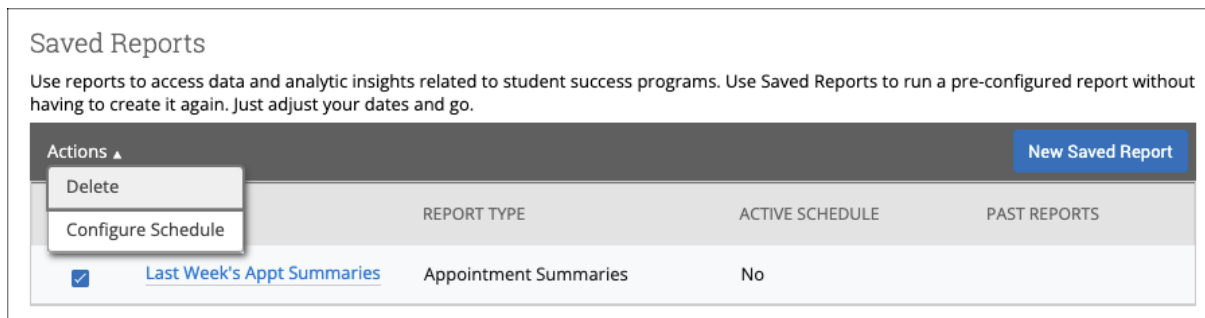 Saved Reports
Use reports to access data and analytic insights related to student success programs. Use Saved Reports to run a pre-configured report without
having to create it again. Just adjust your dates and go.
Actions ▲ New Saved Report
Delete
REPORT TYPE ACTIVE SCHEDULE PAST REPORTS
Configure Schedule
Last Week's Appt Summaries Appointment Summaries No